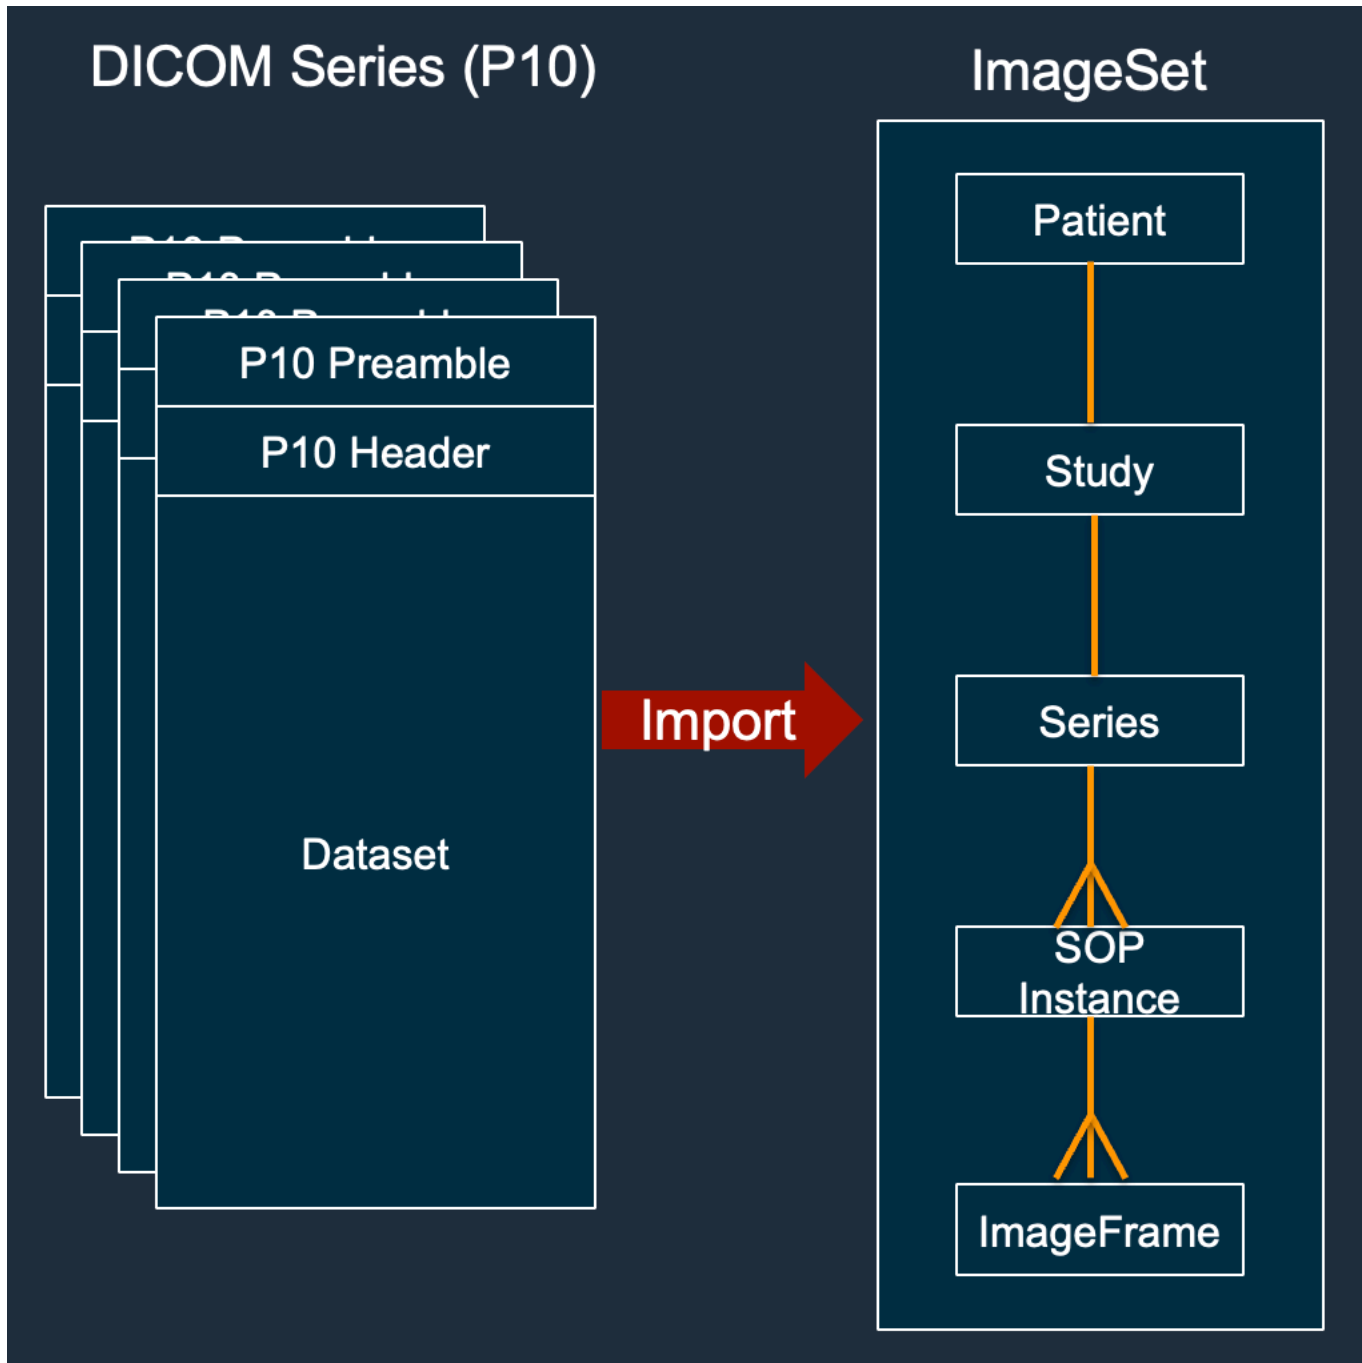 DICOM Series (P10)
ImageSet
P10 Preamble
P10 Header
Dataset
Import
Patient
Study
Series
SOP
Instance
ImageFrame